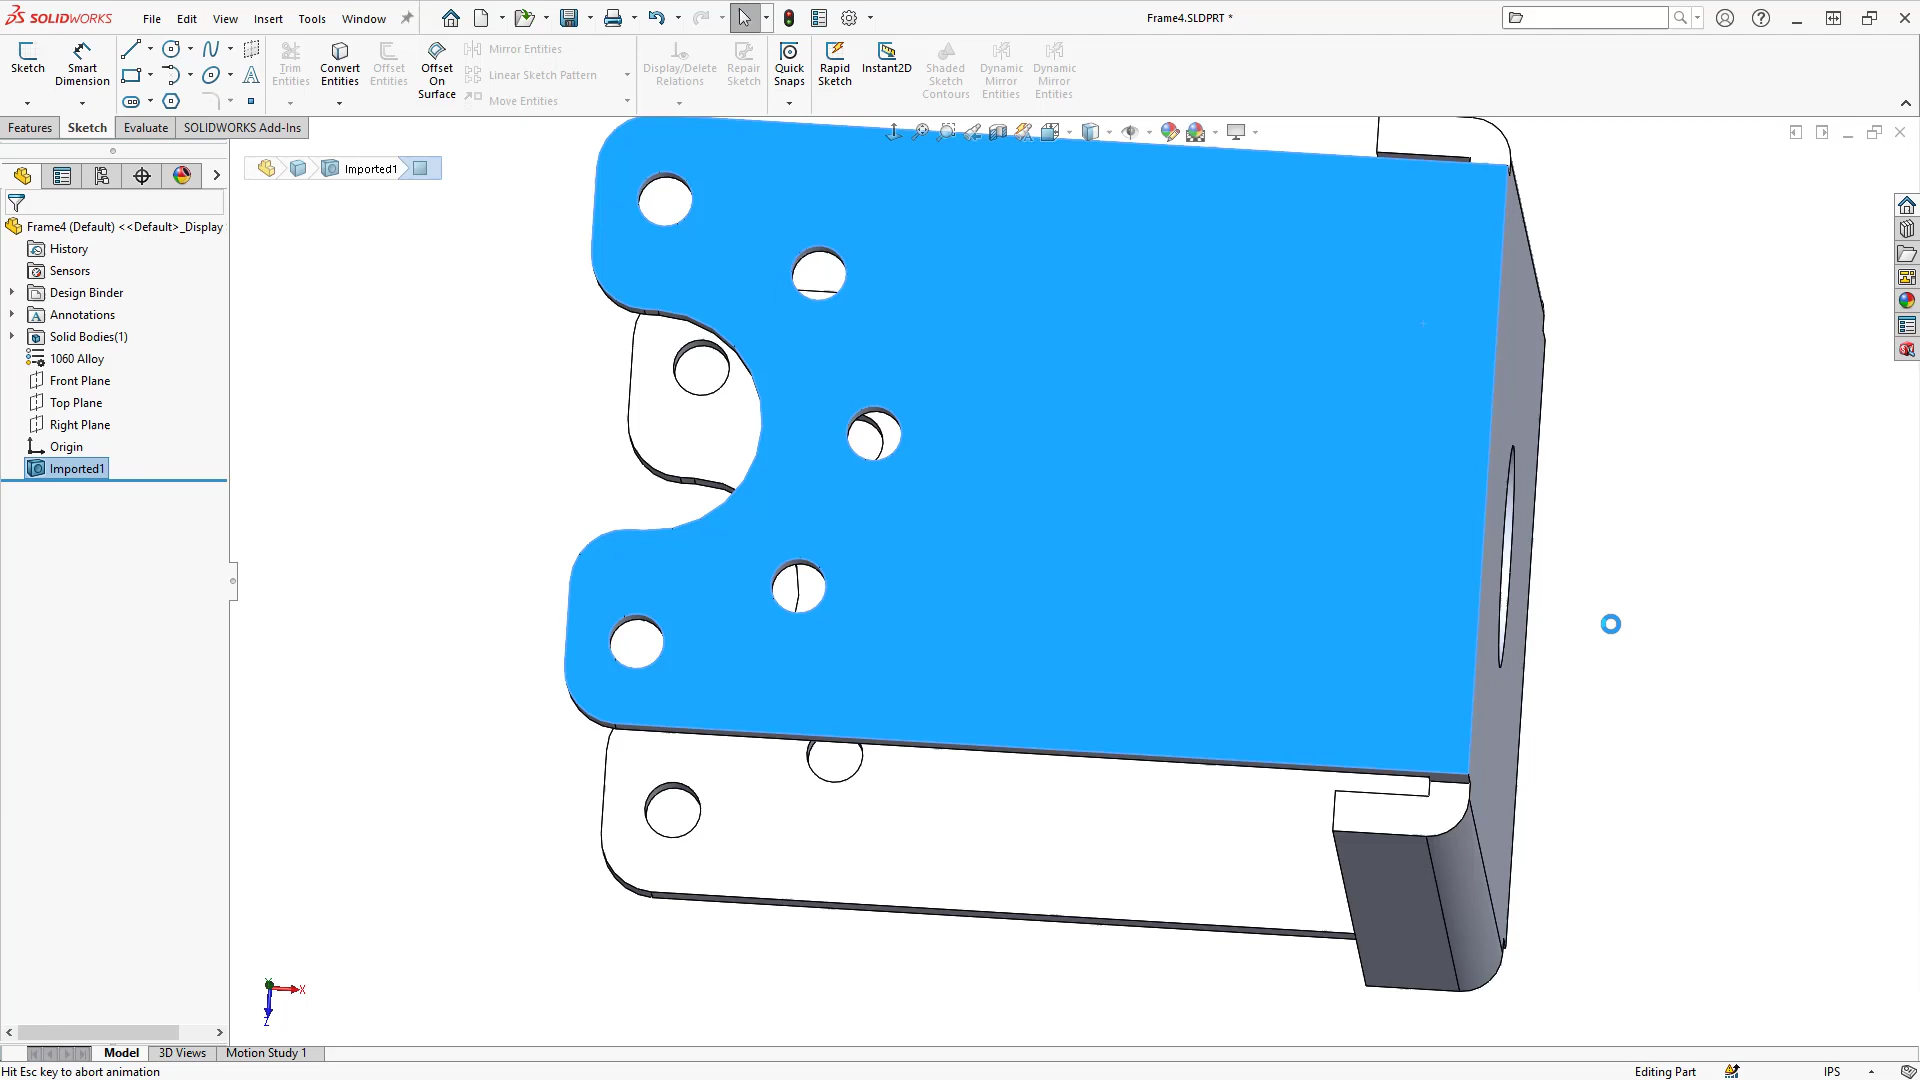 SOLIDWORKS
File Edit View Insert Tools Window
Frame4.SLDPRT *
Sketch
Smart Dimension
Trim Entities
Convert Entities
Offset Entities
Offset On Surface
Mirror Entities
Linear Sketch Pattern
Move Entities
Display/Delete Relations
Repair Sketch
Quick Snaps
Rapid Sketch
Instant2D
Shaded Sketch Contours
Dynamic Mirror Entities
Dynamic Mirror Entities
Features Sketch Evaluate SOLIDWORKS Add-Ins
Imported1
Frame4 (Default) <<Default>_Display
History
Sensors
Design Binder
Annotations
Solid Bodies(1)
1060 Alloy
Front Plane
Top Plane
Right Plane
Origin
Imported1
X
Z
Model 3D Views Motion Study 1
Hit Esc key to abort animation
Editing Part
IPS